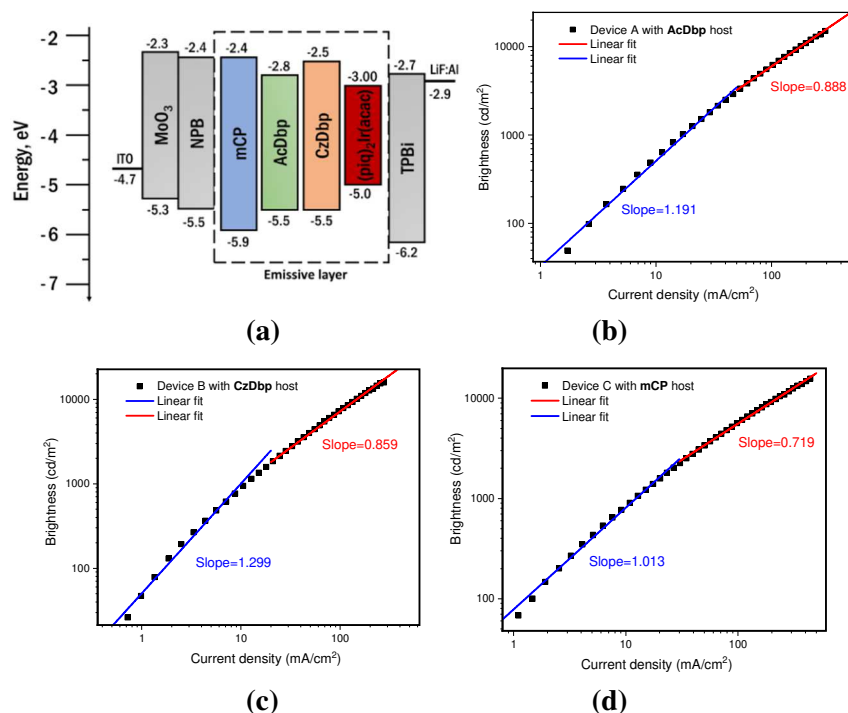 Energy, eV
-2
-3
-4
-5
-6
-7
ITO
-4.7
-2.3
MoO3
-5.3
-2.4
NPB
-5.5
-2.4
mCP
-5.9
-2.8
AcDbp
-5.5
-2.5
CzDbp
-5.5
-3.00
(piq)2Ir(acac)
-5.0
-2.7
TPBi
-6.2
LiF:Al
-2.9
Emissive layer
(a)
Device A with AcDbp host
Linear fit
Linear fit
Slope=0.888
Slope=1.191
Brightness (cd/m2)
10000
1000
100
1
10
100
Current density (mA/cm2)
(b)
Device B with CzDbp host
Linear fit
Linear fit
Slope=0.859
Slope=1.299
Brightness (cd/m2)
10000
1000
100
1
10
100
Current density (mA/cm2)
(c)
Device C with mCP host
Linear fit
Linear fit
Slope=0.719
Slope=1.013
Brightness (cd/m2)
10000
1000
100
1
10
100
Current density (mA/cm2)
(d)